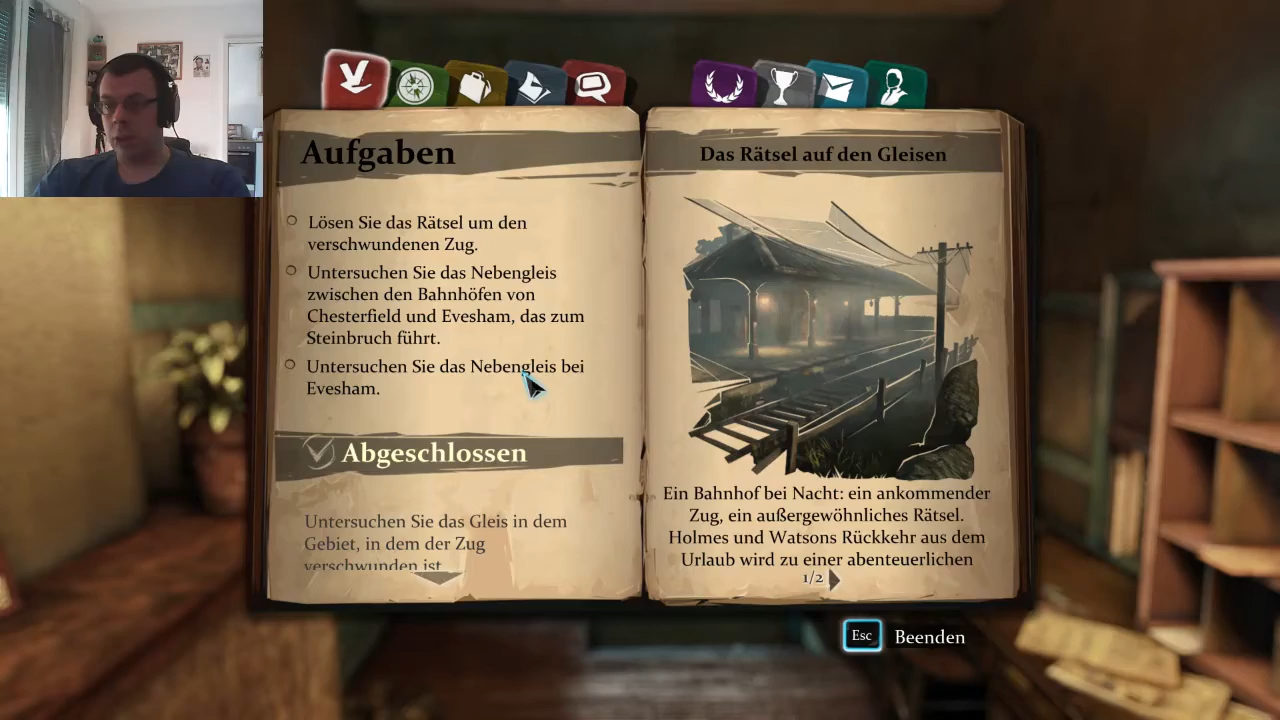 Aufgaben
Lösen Sie das Rätsel um den
verschwundenen Zug.
Untersuchen Sie das Nebengleis
zwischen den Bahnhöfen von
Chesterfield und Evesham, das zum
Steinbruch führt.
Untersuchen Sie das Nebengleis bei
Evesham.
Abgeschlossen
Untersuchen Sie das Gleis in dem
Gebiet, in dem der Zug
verschwunden ist
Das Rätsel auf den Gleisen
Ein Bahnhof bei Nacht: ein ankommender
Zug, ein außergewöhnliches Rätsel.
Holmes und Watsons Rückkehr aus dem
Urlaub wird zu einer abenteuerlichen
1/2
Esc Beenden